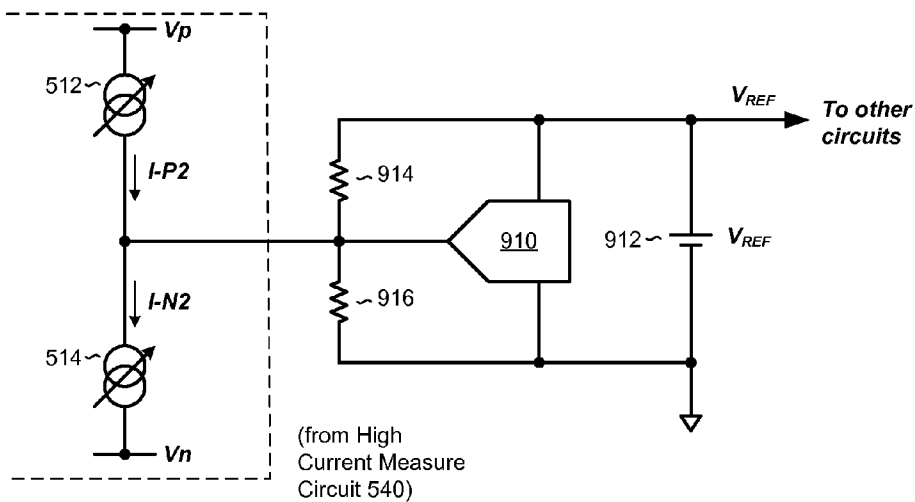 Vp
512
I-P2
I-N2
514
Vn
914
916
910
912
VREF
VREF
To other
circuits
(from High
Current Measure
Circuit 540)